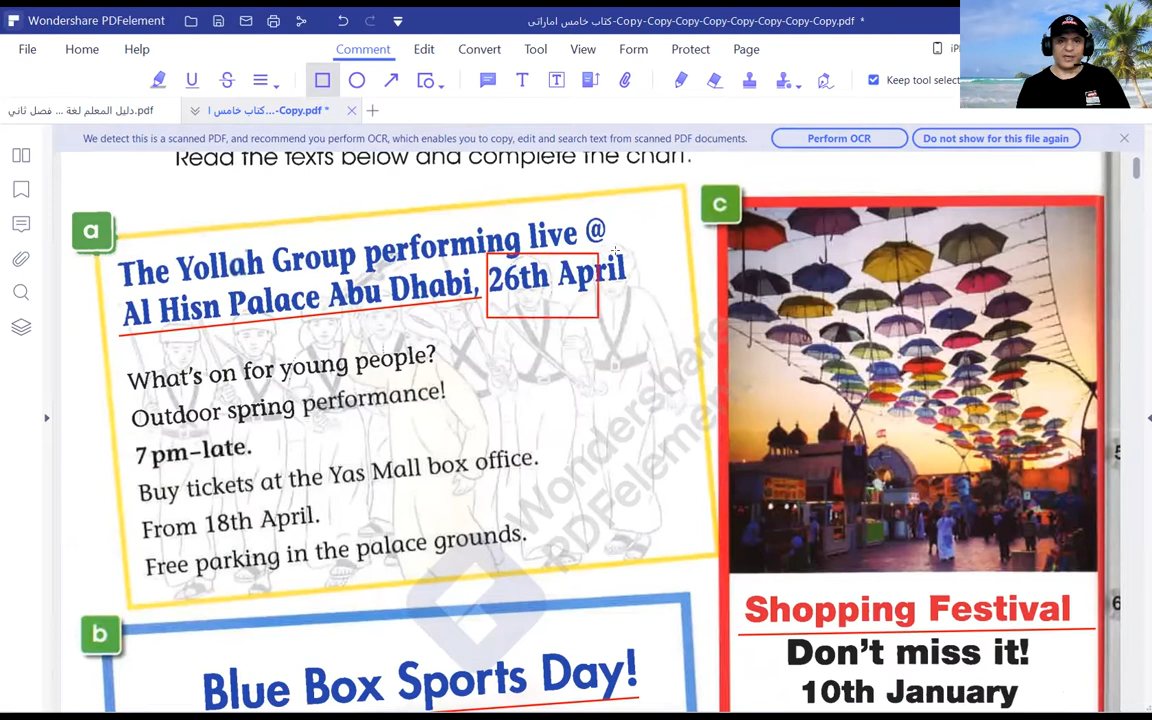 Wondershare PDFelement
كتاب خامس اماراتى-Copy-Copy-Copy-Copy-Copy-Copy-Copy.pdf *
File Home Help Comment Edit Convert Tool Form View Protect Page
Keep tool selec
دليل المعلم لغة ... فصل ثاني.pdf
كتاب خامس ا...-Copy.pdf *
We detect this is a scanned PDF, and recommend you perform OCR, which enables you to copy, edit and search text from scanned PDF documents.
Perform OCR
Do not show for this file again
Read the texts below and complete the chart.
a
The Yollah Group performing live @
Al Hisn Palace Abu Dhabi, 26th April
What's on for young people?
Outdoor spring performance!
7 pm–late.
Buy tickets at the Yas Mall box office.
From 18th April.
Free parking in the palace grounds.
b
Blue Box Sports Day!
c
Shopping Festival
Don't miss it!
10th January
Wondershare
PDFelement